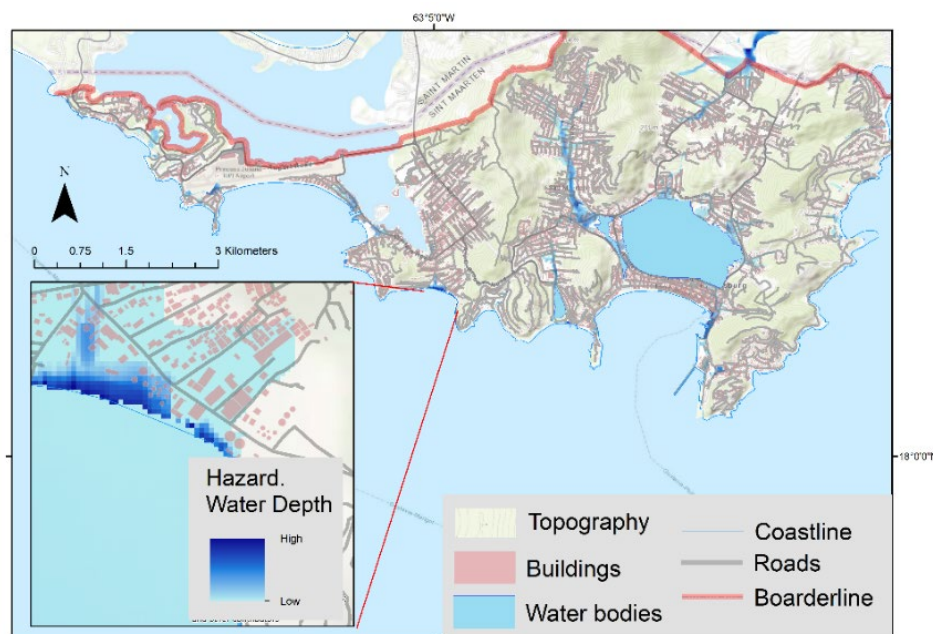 63°5'0"W
SAINT MARTIN
SINT MAARTEN
N
0 0.75 1.5 3 Kilometers
18°0'0"N
Hazard.
Water Depth
High
Low
Topography
Buildings
Water bodies
Coastline
Roads
Boarderline